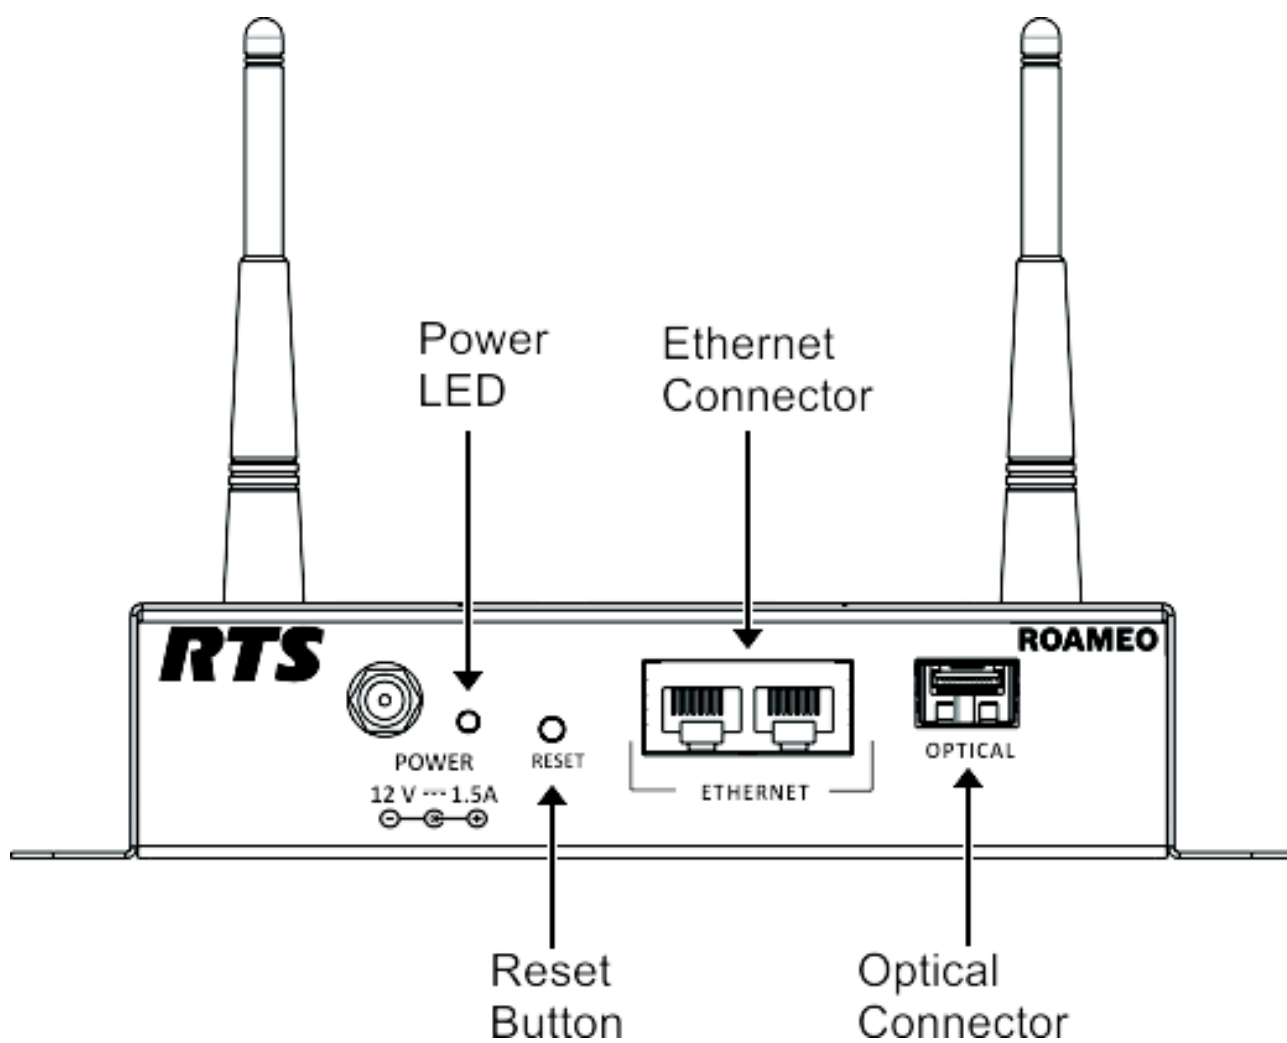 Power
LED
Ethernet
Connector
RTS
ROAMEO
POWER
12 V --- 1.5A
RESET
ETHERNET
OPTICAL
Reset
Button
Optical
Connector